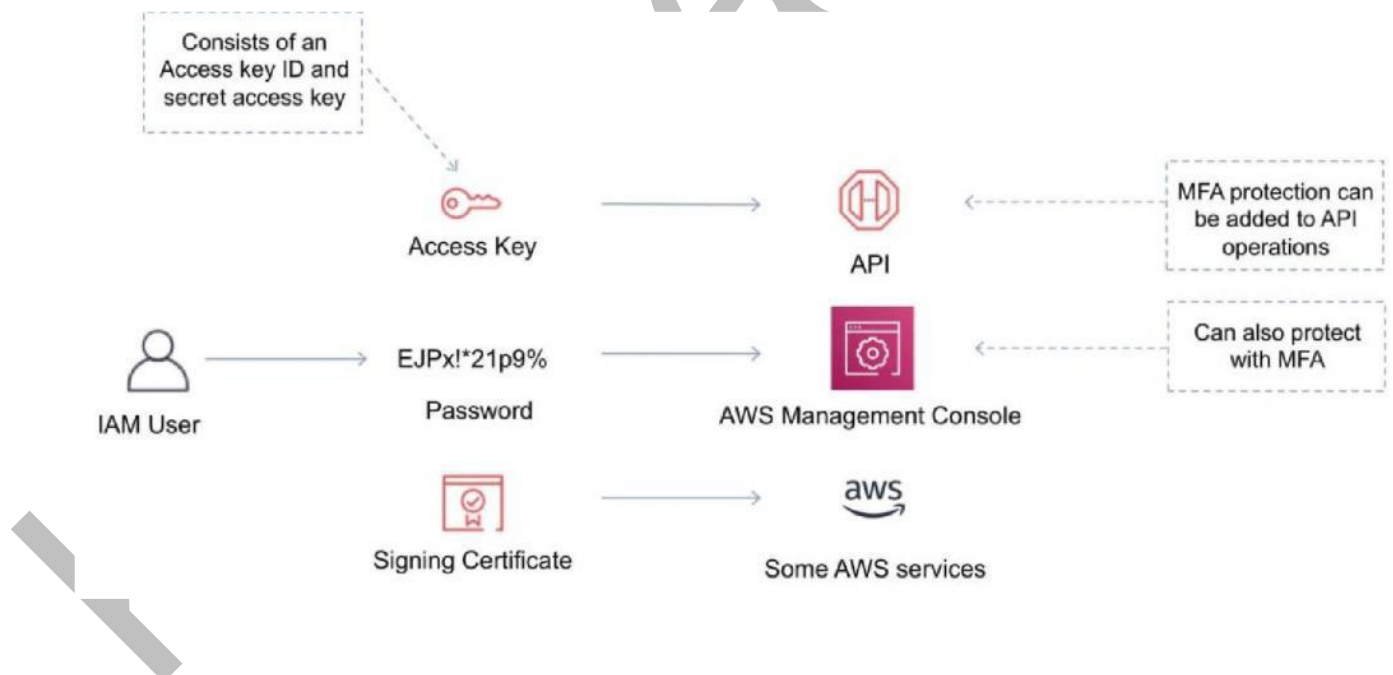 Consists of an
Access key ID and
secret access key
Access Key
API
MFA protection can
be added to API
operations
IAM User
EJPx!*21p9%
Password
AWS Management Console
Can also protect
with MFA
Signing Certificate
aws
Some AWS services